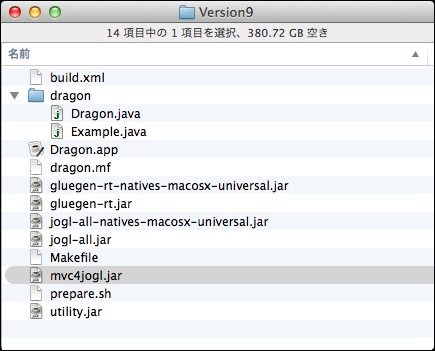 Version9
14 項目中の 1 項目を選択、380.72 GB 空き
名前
build.xml
dragon
Dragon.java
Example.java
Dragon.app
dragon.mf
gluegen-rt-natives-macosx-universal.jar
gluegen-rt.jar
jogl-all-natives-macosx-universal.jar
jogl-all.jar
Makefile
mvc4jogl.jar
prepare.sh
utility.jar